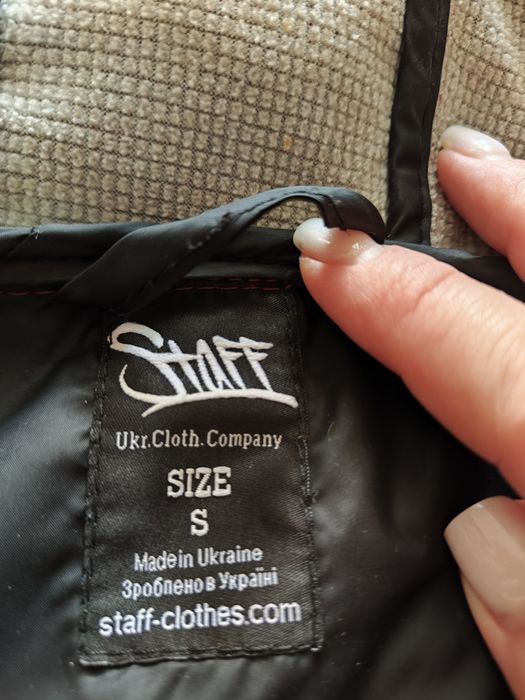 Staff
Ukr.Cloth.Company
SIZE
S
Made in Ukraine
Зроблено в Україні
staff-clothes.com